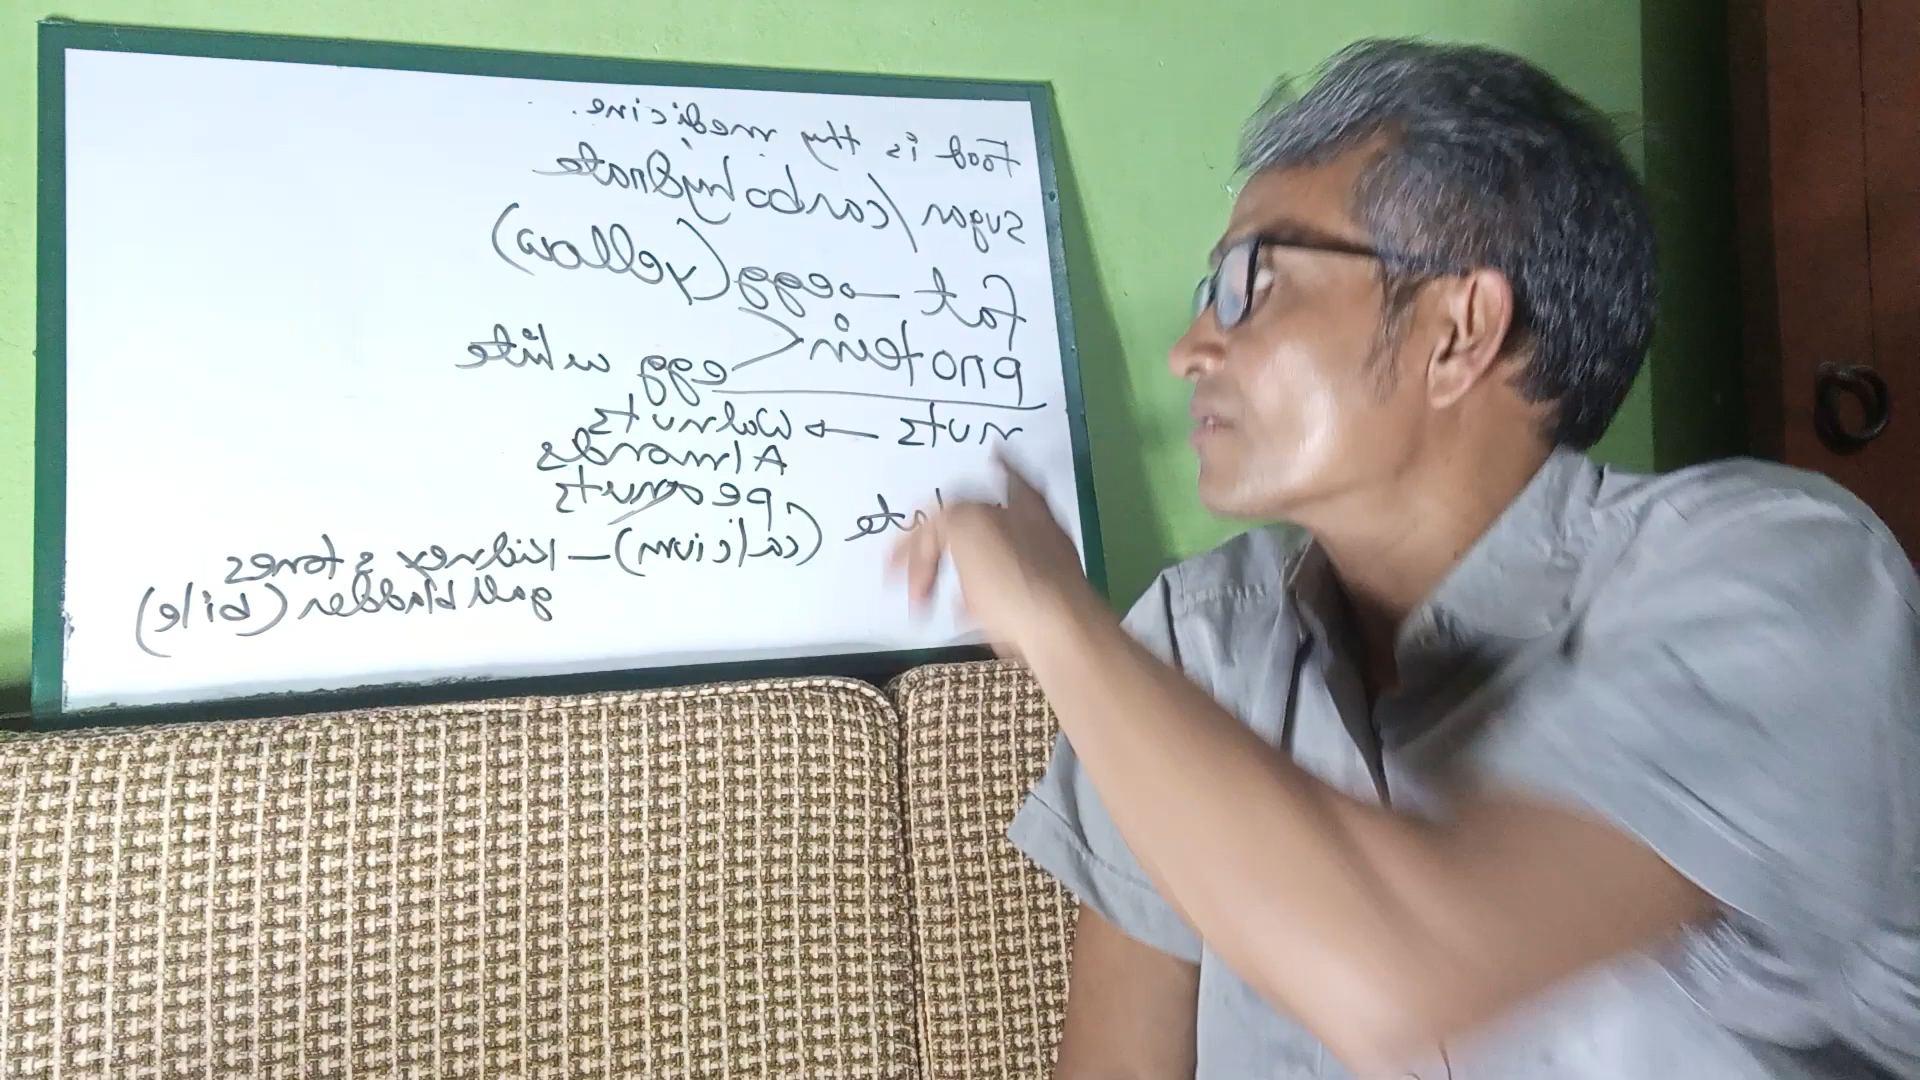 Food is thy medicine.
sugar (carbohydrate
fat → egg (yellow)
protein < egg white
nuts → Walnuts
Almonds
peanuts
(calcium) - kidney stones
gall bladder (bile)